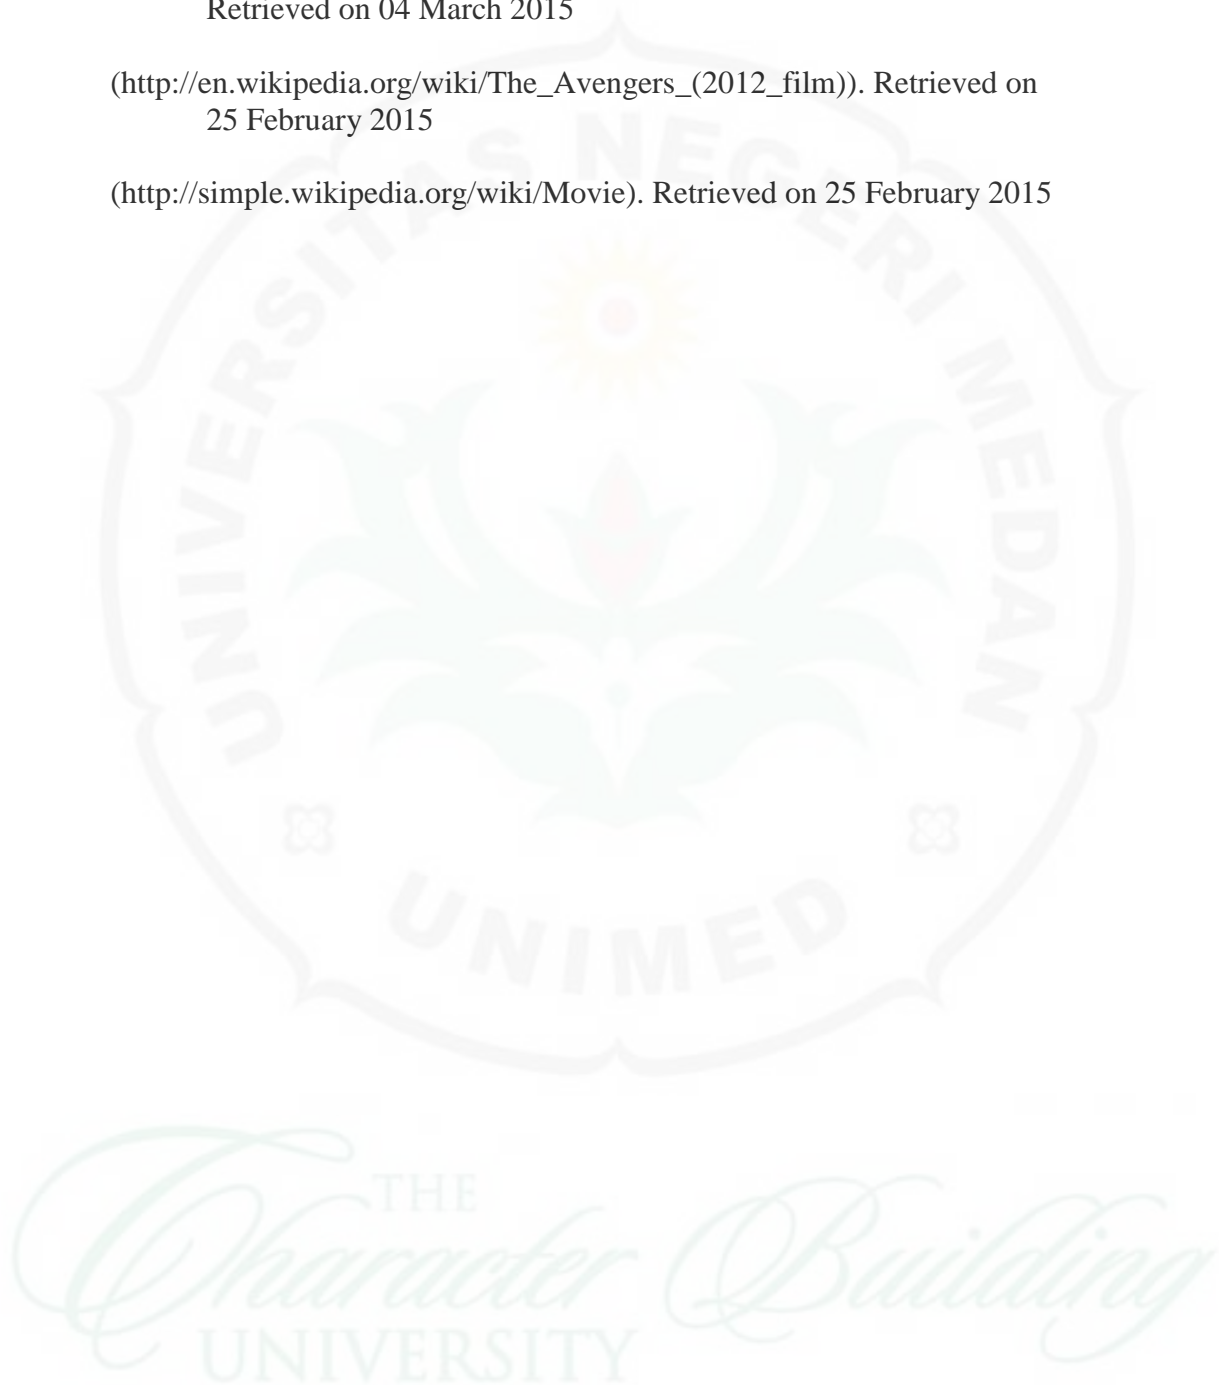 Retrieved on 04 March 2015
(http://en.wikipedia.org/wiki/The_Avengers_(2012_film)). Retrieved on
25 February 2015
(http://simple.wikipedia.org/wiki/Movie). Retrieved on 25 February 2015
UNIVERSITAS NEGERI MEDAN
UNIMED
THE
Character Building
UNIVERSITY